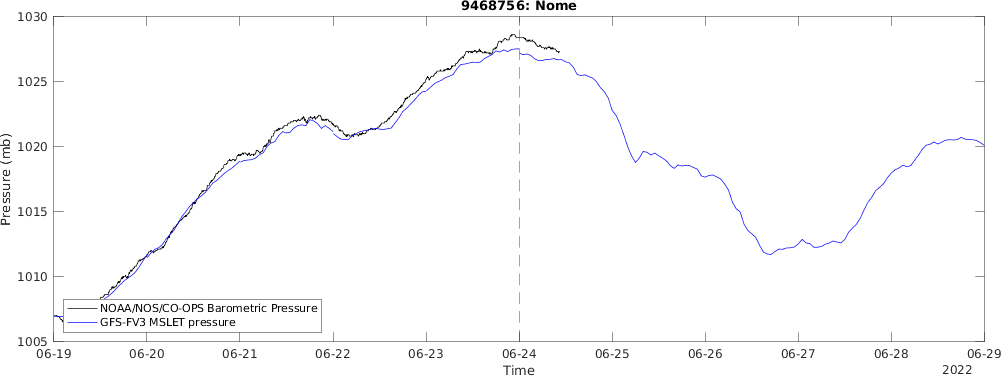 9468756: Nome
1030
1025
1020
1015
1010
1005
Pressure (mb)
NOAA/NOS/CO-OPS Barometric Pressure
GFS-FV3 MSLET pressure
06-19 06-20 06-21 06-22 06-23 06-24 06-25 06-26 06-27 06-28 06-29
Time
2022